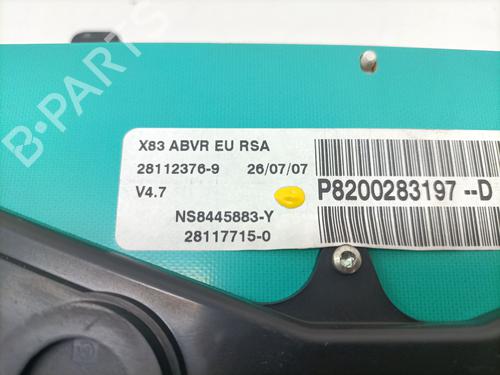 X83 ABVR EU RSA
28112376-9 26/07/07
V4.7
P8200283197 --D
NS8445883-Y
28117715-0
B-PARTS